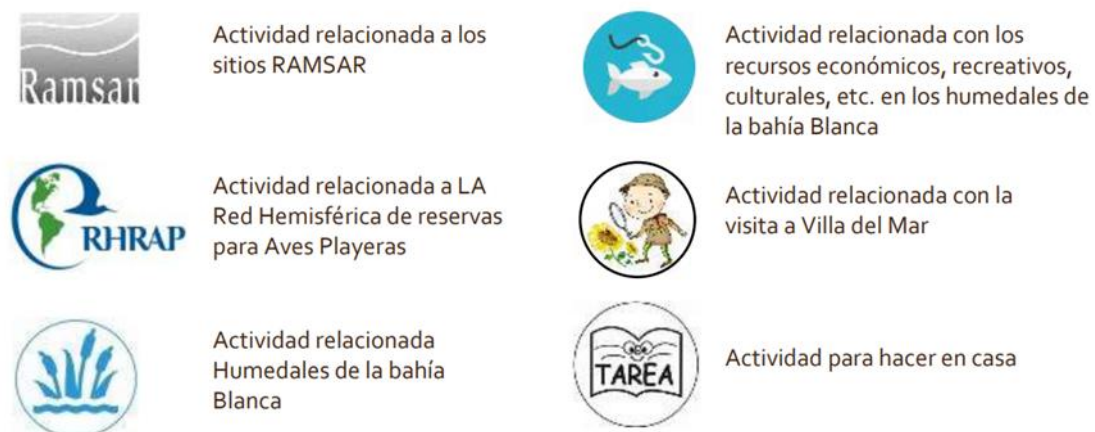 Ramsar
Actividad relacionada a los
sitios RAMSAR
RHRAP
Actividad relacionada a LA
Red Hemisférica de reservas
para Aves Playeras
Actividad relacionada
Humedales de la bahía
Blanca
Actividad relacionada con los
recursos económicos, recreativos,
culturales, etc. en los humedales de
la bahía Blanca
Actividad relacionada con la
visita a Villa del Mar
TAREA
Actividad para hacer en casa